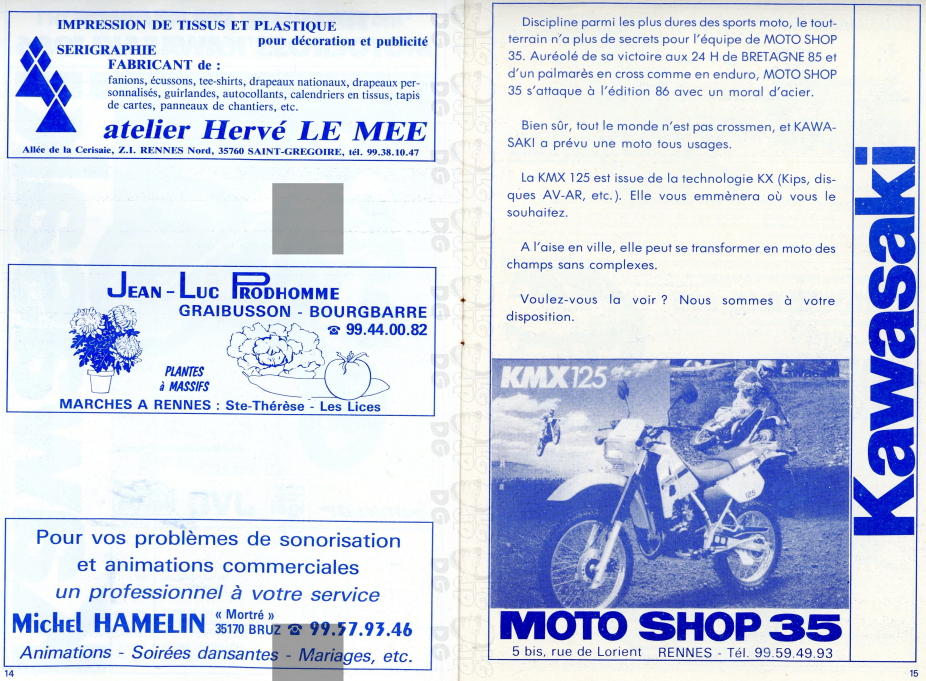 IMPRESSION DE TISSUS ET PLASTIQUE
pour décoration et publicité
SERIGRAPHIE
FABRICANT de :
fanions, écussons, tee-shirts, drapeaux nationaux, drapeaux per-
sonnalisés, guirlandes, autocollants, calendriers en tissus, tapis
de cartes, panneaux de chantiers, etc.
atelier Hervé LE MEE
Allée de la Cerisaie, Z.I. RENNES Nord, 35760 SAINT-GREGOIRE, tél. 99.38.10.47
JEAN-LUC PRODHOMME
GRAIBUSSON - BOURGBARRE
☎ 99.44.00.82
PLANTES
à MASSIFS
MARCHES A RENNES : Ste-Thérèse - Les Lices
Pour vos problèmes de sonorisation
et animations commerciales
un professionnel à votre service
Michel HAMELIN « Mortré »
35170 BRUZ ☎ 99.57.93.46
Animations - Soirées dansantes - Mariages, etc.
14
Discipline parmi les plus dures des sports moto, le tout-
terrain n'a plus de secrets pour l'équipe de MOTO SHOP
35. Auréolé de sa victoire aux 24 H de BRETAGNE 85 et
d'un palmarès en cross comme en enduro, MOTO SHOP
35 s'attaque à l'édition 86 avec un moral d'acier.
Bien sûr, tout le monde n'est pas crossmen, et KAWA-
SAKI a prévu une moto tous usages.
La KMX 125 est issue de la technologie KX (Kips, dis-
ques AV-AR, etc.). Elle vous emmènera où vous le
souhaitez.
A l'aise en ville, elle peut se transformer en moto des
champs sans complexes.
Voulez-vous la voir ? Nous sommes à votre
disposition.
KMX 125
125
MOTO SHOP 35
5 bis, rue de Lorient RENNES - Tél. 99.59.49.93
Kawasaki
15